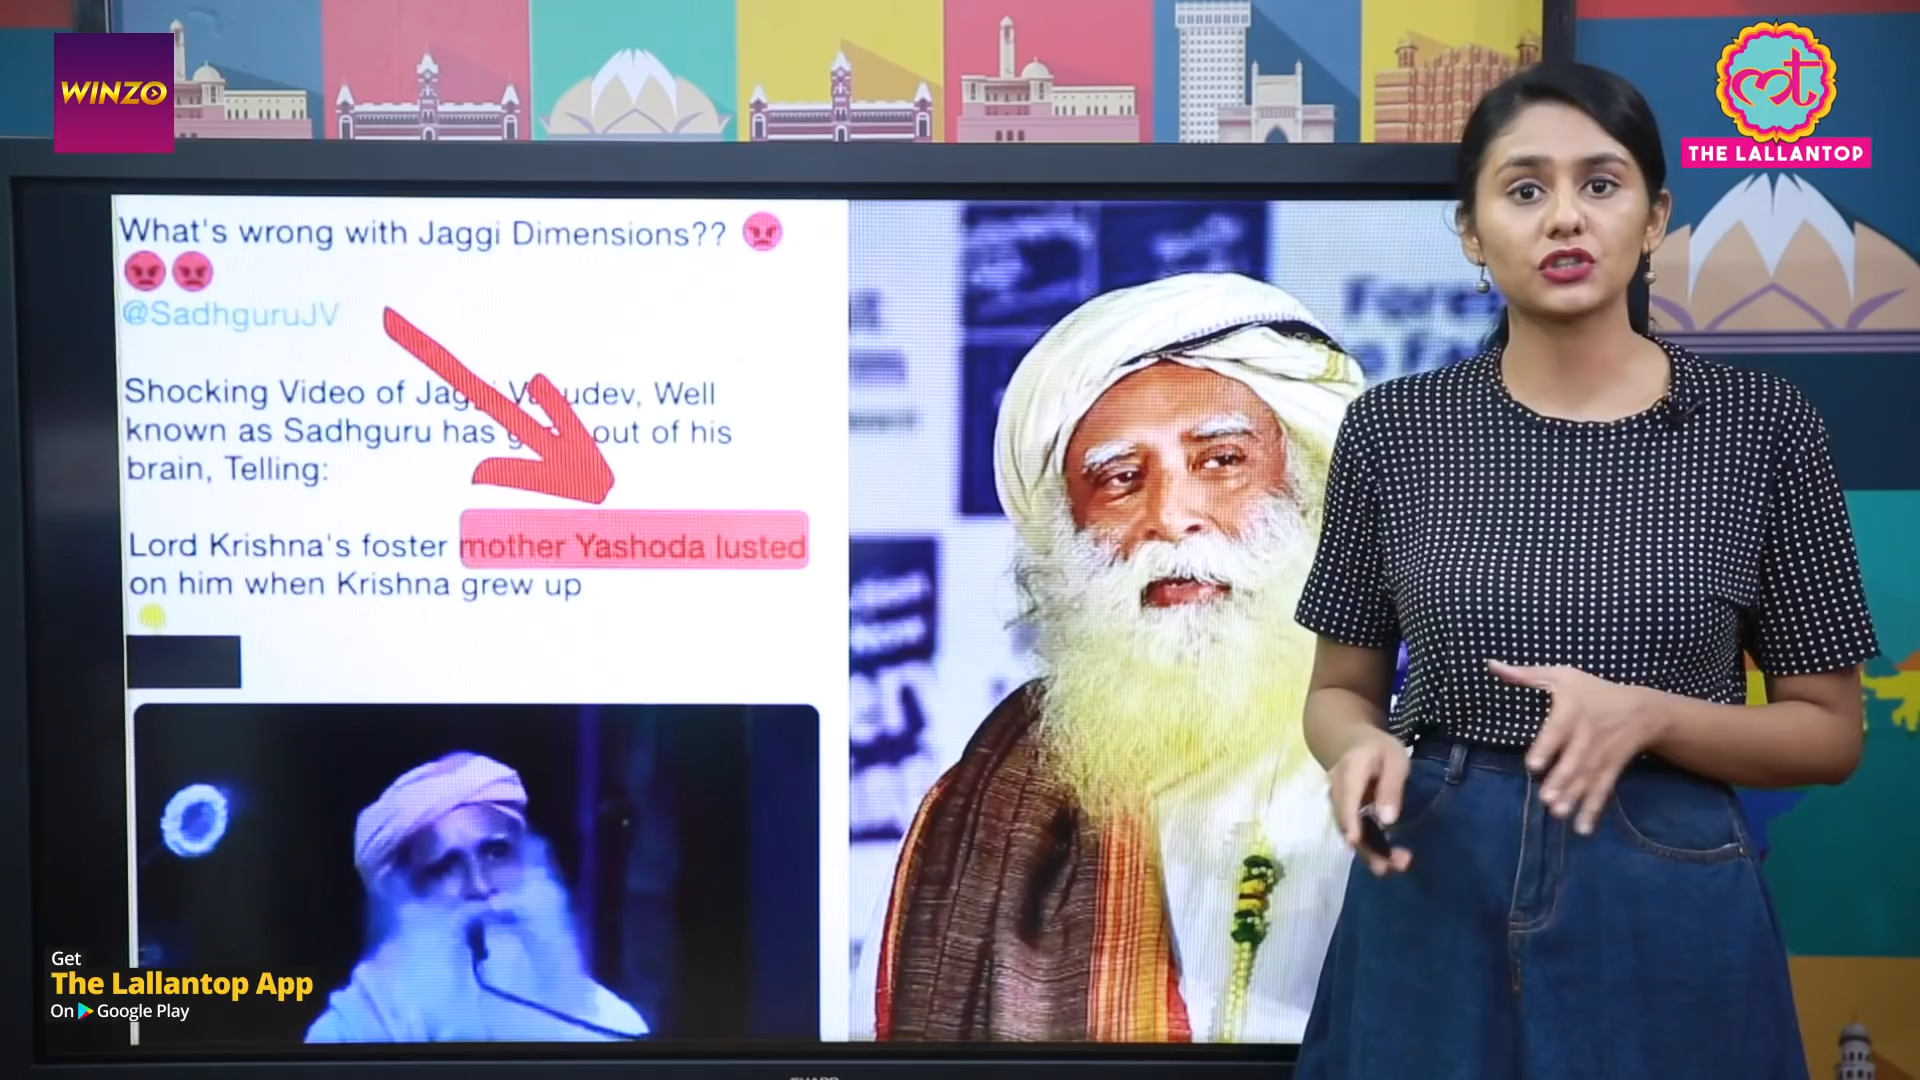 WINZO
THE LALLANTOP
What's wrong with Jaggi Dimensions??
@SadhguruJV
Shocking Video of Jaggi Vasudev, Well
known as Sadhguru has out of his
brain, Telling:
Lord Krishna's foster mother Yashoda lusted
on him when Krishna grew up
Get
The Lallantop App
On Google Play